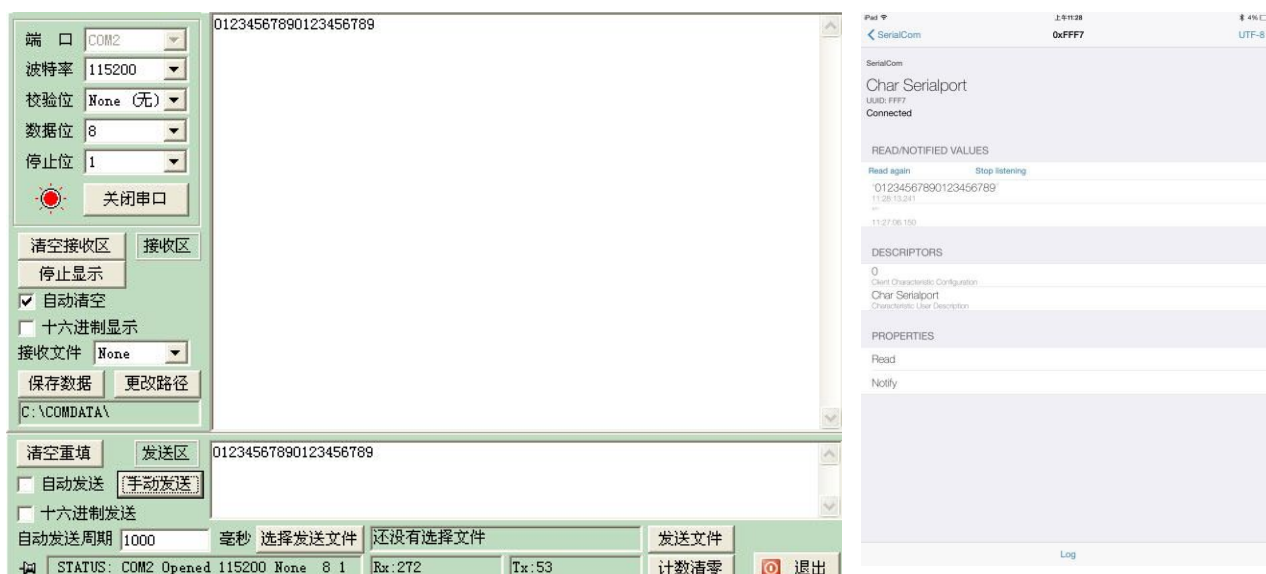 端 口 COM2
波特率 115200
校验位 None (无)
数据位 8
停止位 1
关闭串口
清空接收区 接收区
停止显示
自动清空
十六进制显示
接收文件 None
保存数据 更改路径
C:\COMDATA\
01234567890123456789
清空重填 发送区
自动发送 手动发送
十六进制发送
01234567890123456789
自动发送周期 1000 毫秒 选择发送文件 还没有选择文件 发送文件
STATUS: COM2 Opened 115200 None 8 1 Rx:272 Tx:53 计数清零 退出
iPad 上午11:28 4%
SerialCom 0xFFF7 UTF-8
SerialCom
Char Serialport
UUID: FFF7
Connected
READ/NOTIFIED VALUES
Read again Stop listening
"01234567890123456789"
11:28:13.241
""
11:27:06.150
DESCRIPTORS
0
Client Characteristic Configuration
Char Serialport
Characteristic User Description
PROPERTIES
Read
Notify
Log